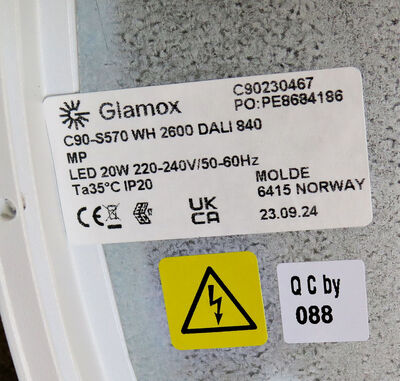 Glamox
C90230467
PO:PE8684186
C90-S570 WH 2600 DALI 840
MP
LED 20W 220-240V/50-60Hz
Ta35°C IP20
MOLDE
6415 NORWAY
CE
UK
CA
23.09.24
Q C by
088